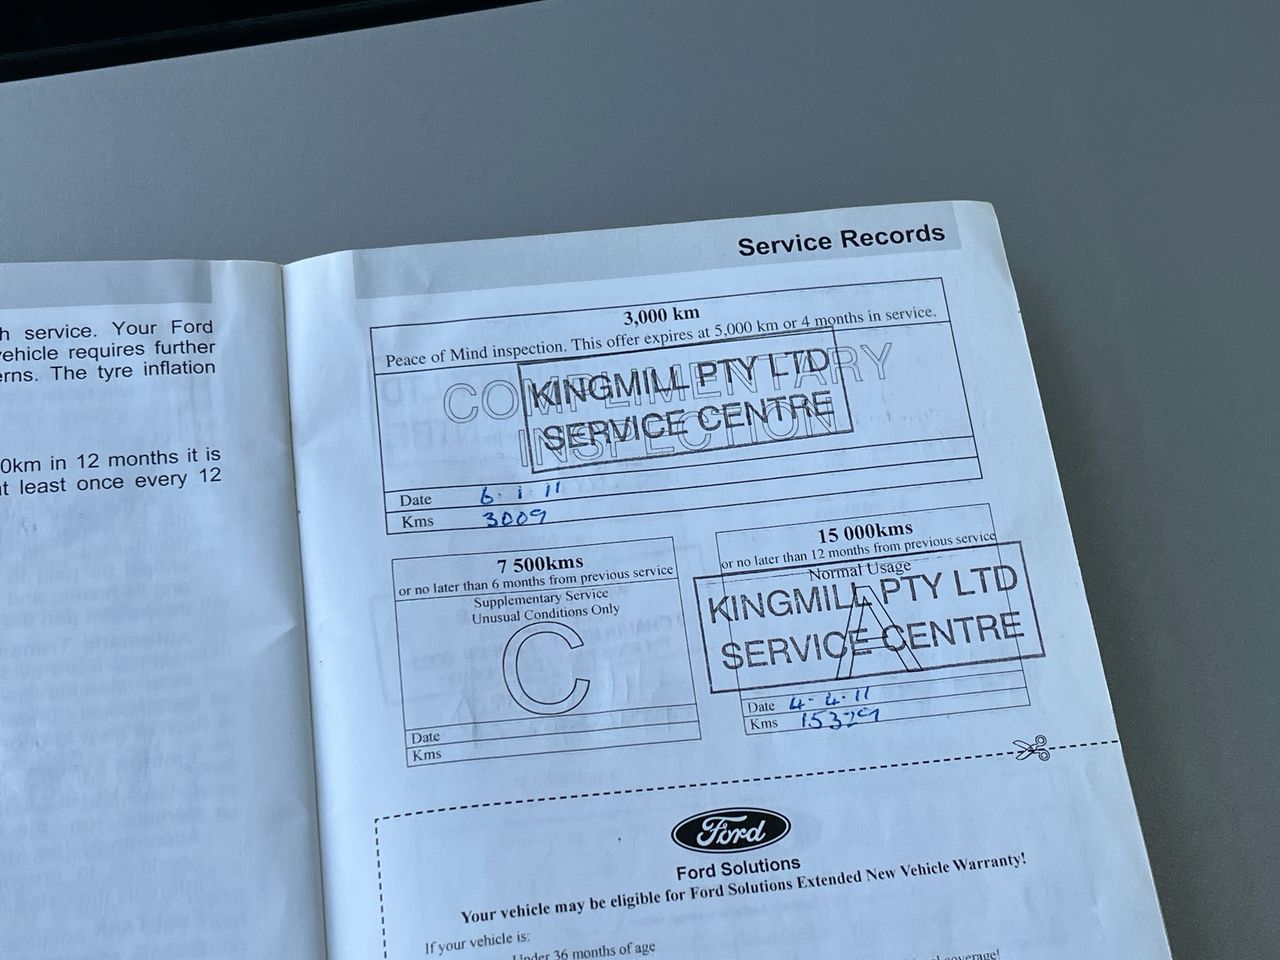 h service. Your Ford
vehicle requires further
erns. The tyre inflation
0km in 12 months it is
at least once every 12
Service Records
3,000 km
Peace of Mind inspection. This offer expires at 5,000 km or 4 months in service.
COMPLIMENTARY
INSPECTION
KINGMILL PTY LTD
SERVICE CENTRE
Date 6.1.11
Kms 3009
7 500kms
or no later than 6 months from previous service
Supplementary Service
Unusual Conditions Only
C
Date
Kms
15 000kms
or no later than 12 months from previous service
Normal Usage
A
KINGMILL PTY LTD
SERVICE CENTRE
Date 4-4.11
Kms
Ford
Ford Solutions
Your vehicle may be eligible for Ford Solutions Extended New Vehicle Warranty!
If your vehicle is:
Under 36 months of age
coverage!